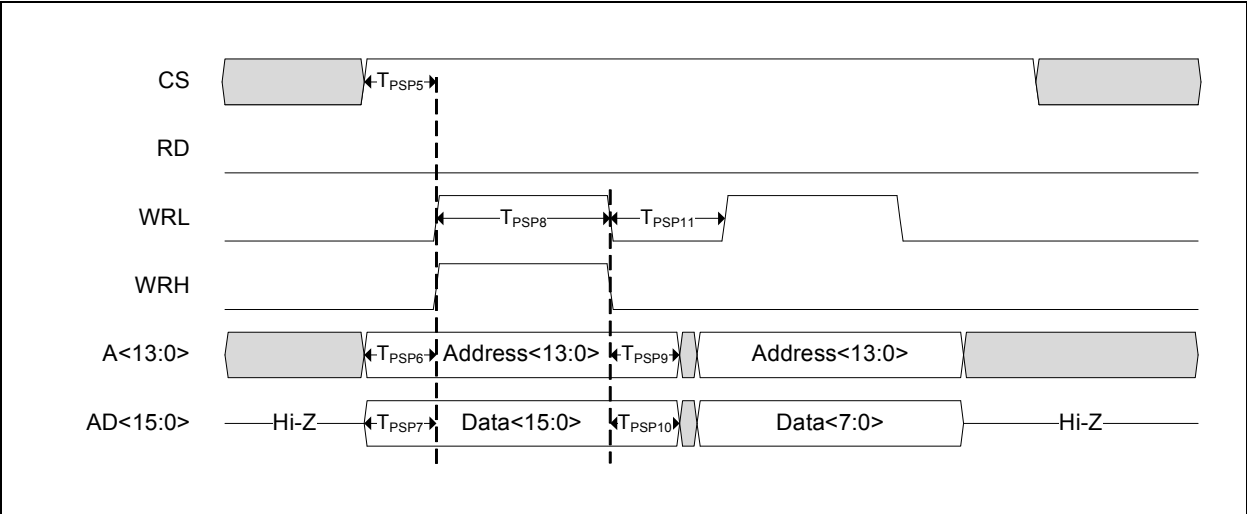 CS TPSP5
RD
WRL TPSP8 TPSP11
WRH
A<13:0> TPSP6 Address<13:0> TPSP9 Address<13:0>
AD<15:0> Hi-Z TPSP7 Data<15:0> TPSP10 Data<7:0> Hi-Z